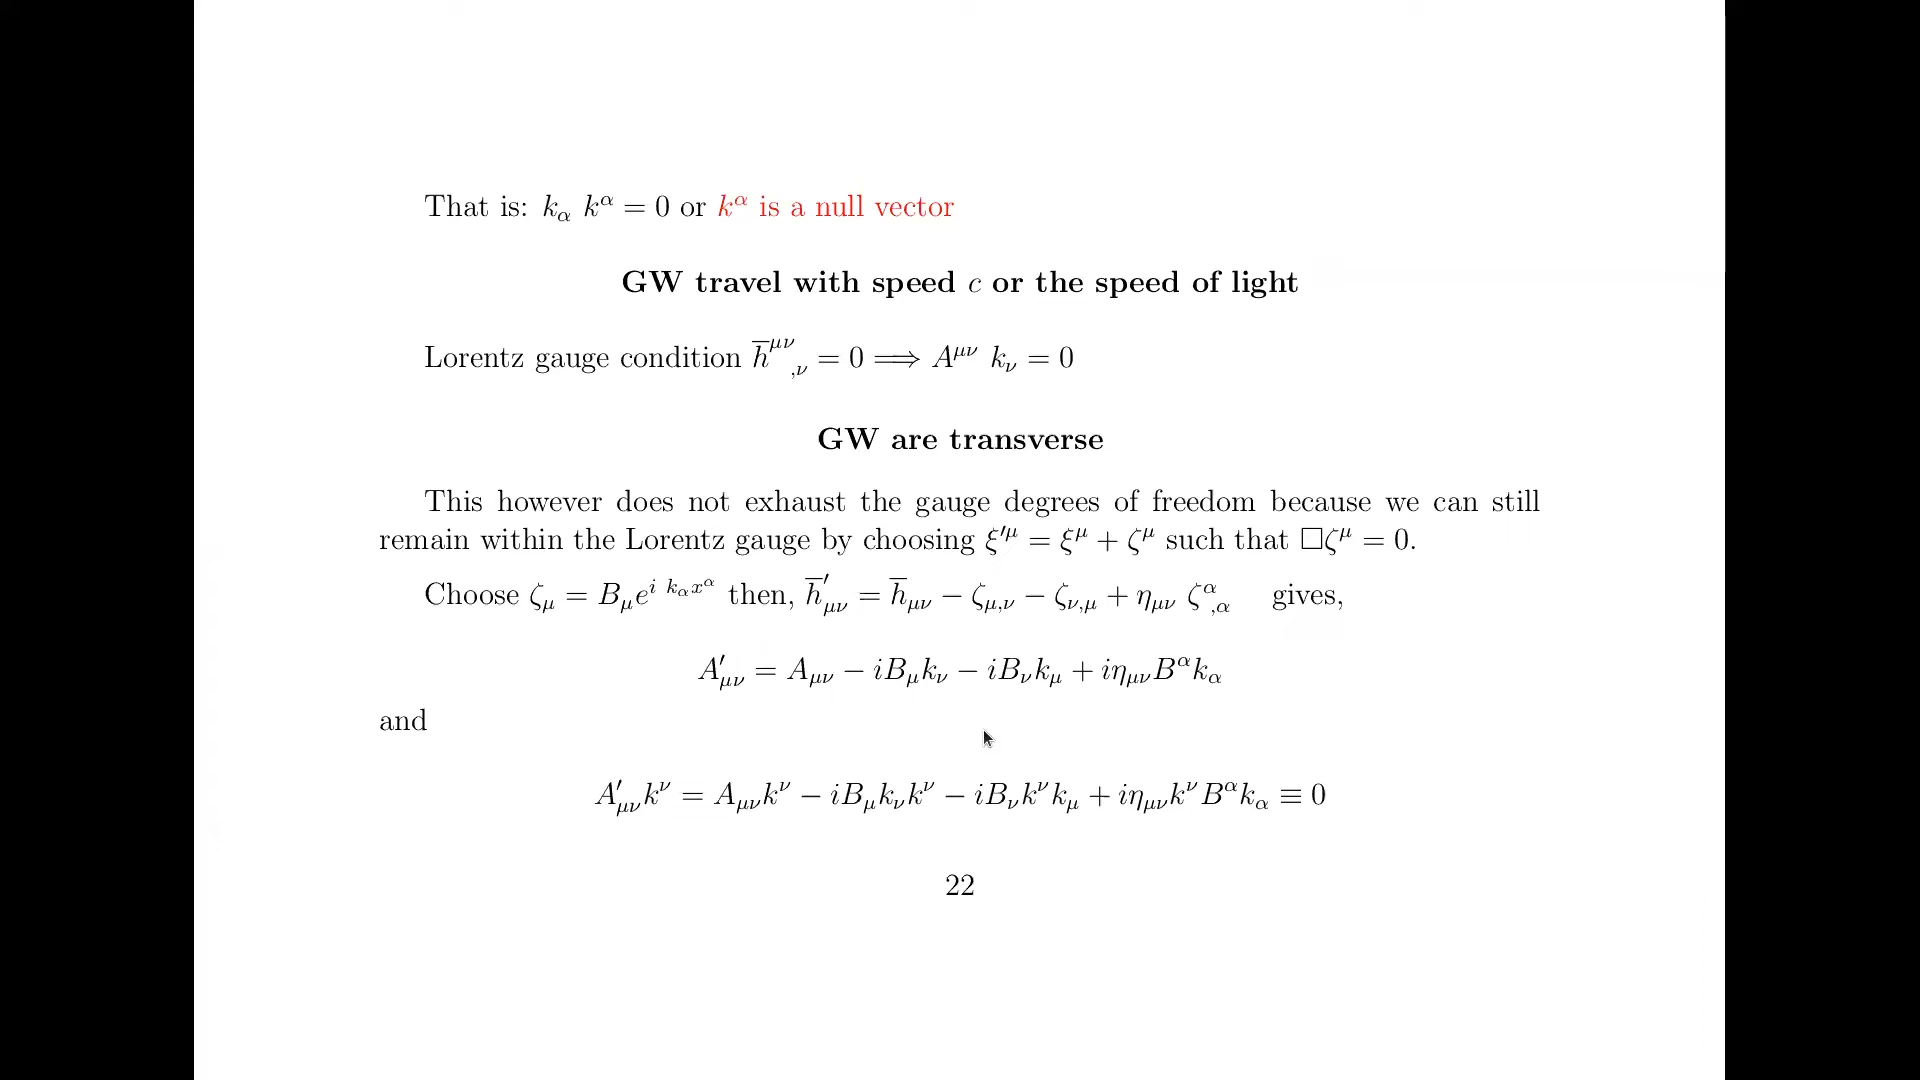 That is: $k_\alpha \ k^\alpha = 0$ or $k^\alpha$ is a null vector
GW travel with speed $c$ or the speed of light
Lorentz gauge condition $\overline{h}^{\mu\nu}{}_{,\nu} = 0 \Longrightarrow A^{\mu\nu} \ k_\nu = 0$
GW are transverse
This however does not exhaust the gauge degrees of freedom because we can still
remain within the Lorentz gauge by choosing $\xi'^\mu = \xi^\mu + \zeta^\mu$ such that $\Box\zeta^\mu = 0$.
Choose $\zeta_\mu = B_\mu e^{i \ k_\alpha x^\alpha}$ then, $\overline{h}'_{\mu\nu} = \overline{h}_{\mu\nu} - \zeta_{\mu,\nu} - \zeta_{\nu,\mu} + \eta_{\mu\nu} \ \zeta^\alpha_{,\alpha}$ gives,
$A'_{\mu\nu} = A_{\mu\nu} - iB_\mu k_\nu - iB_\nu k_\mu + i\eta_{\mu\nu} B^\alpha k_\alpha$
and
$A'_{\mu\nu} k^\nu = A_{\mu\nu} k^\nu - iB_\mu k_\nu k^\nu - iB_\nu k^\nu k_\mu + i\eta_{\mu\nu} k^\nu B^\alpha k_\alpha \equiv 0$
22